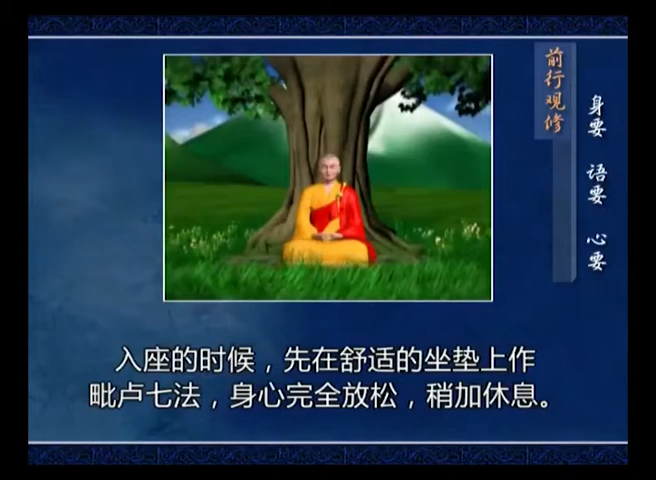 前行观修
身要 语要 心要
入座的时候，先在舒适的坐垫上作
毗卢七法，身心完全放松，稍加休息。